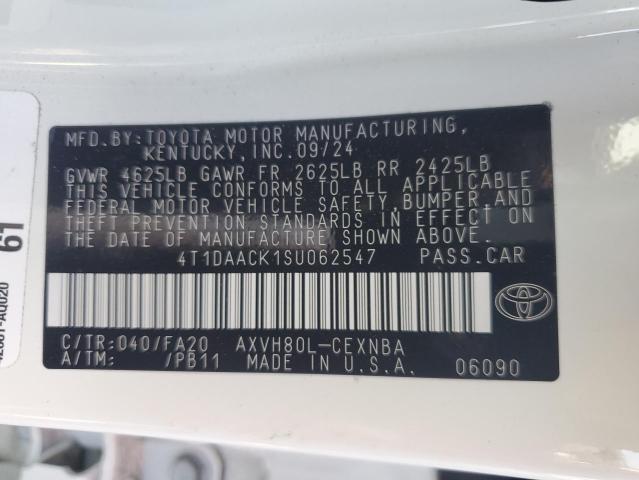 MFD.BY:TOYOTA MOTOR MANUFACTURING,
KENTUCKY,INC.09/24
GVWR 4625LB GAWR FR 2625LB RR 2425LB
THIS VEHICLE CONFORMS TO ALL APPLICABLE
FEDERAL MOTOR VEHICLE SAFETY,BUMPER,AND
THEFT PREVENTION STANDARDS IN EFFECT ON
THE DATE OF MANUFACTURE SHOWN ABOVE.
4T1DAACK1SU062547 PASS.CAR
TOYOTA
C/TR:040/FA20 AXVH80L-CEXNBA
A/TM: /PB11 MADE IN U.S.A. 06090
61